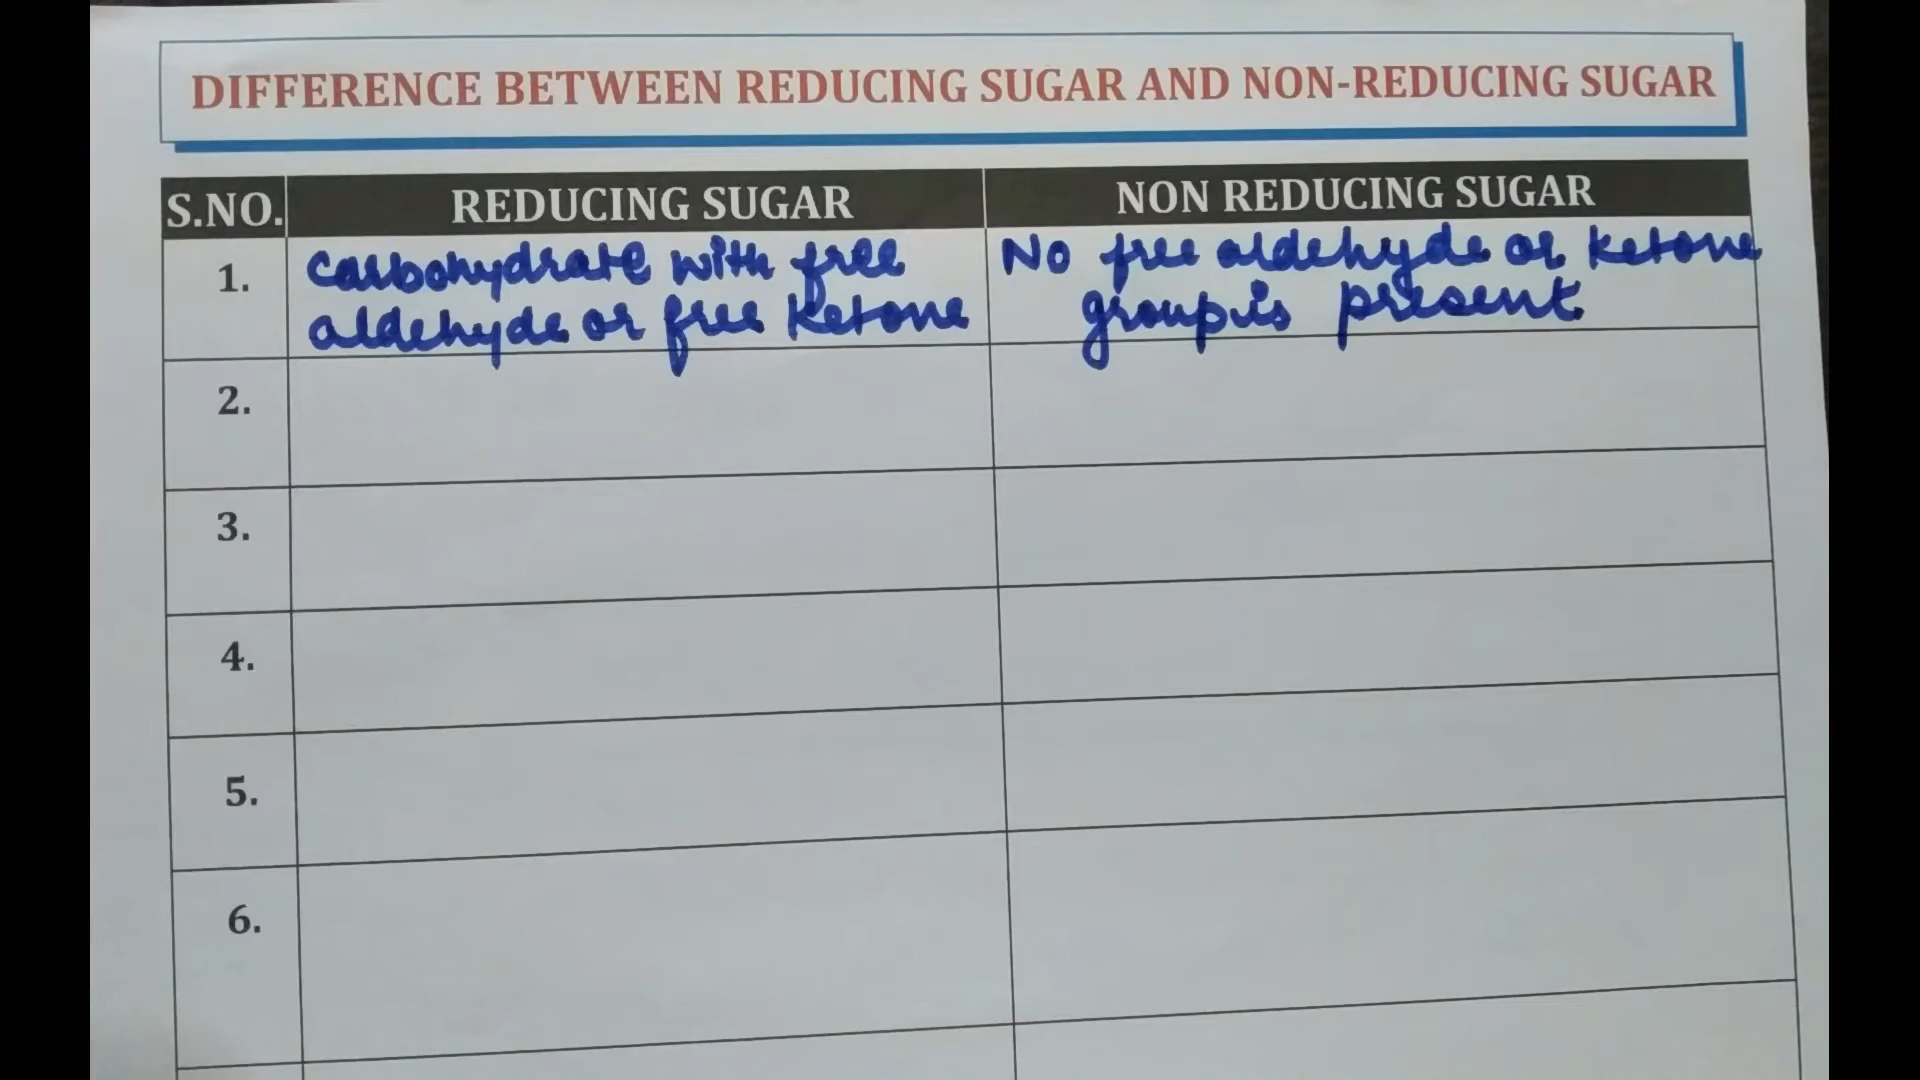 DIFFERENCE BETWEEN REDUCING SUGAR AND NON-REDUCING SUGAR
S.NO. REDUCING SUGAR NON REDUCING SUGAR
1. Carbohydrate with free
aldehyde or free Ketone
No free aldehyde or Ketone
group is present.
2.
3.
4.
5.
6.